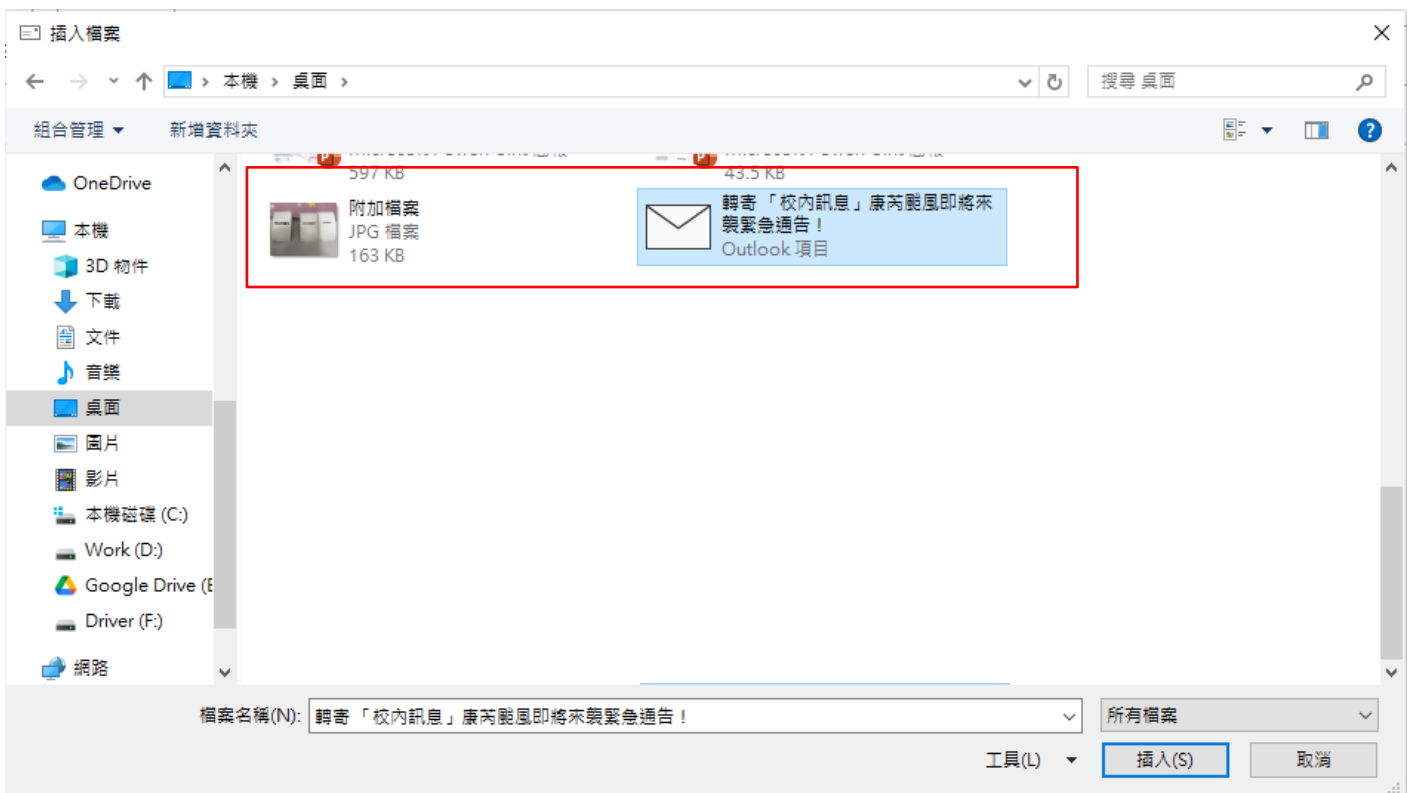 插入檔案
本機 › 桌面 ›
搜尋 桌面
組合管理
新增資料夾
597 KB
43.5 KB
附加檔案
JPG 檔案
163 KB
轉寄「校內訊息」康芮颱風即將來
襲緊急通告！
Outlook 項目
OneDrive
本機
3D 物件
下載
文件
音樂
桌面
圖片
影片
本機磁碟 (C:)
Work (D:)
Google Drive (
Driver (F:)
網路
檔案名稱(N): 轉寄「校內訊息」康芮颱風即將來襲緊急通告！
所有檔案
工具(L)
插入(S)
取消